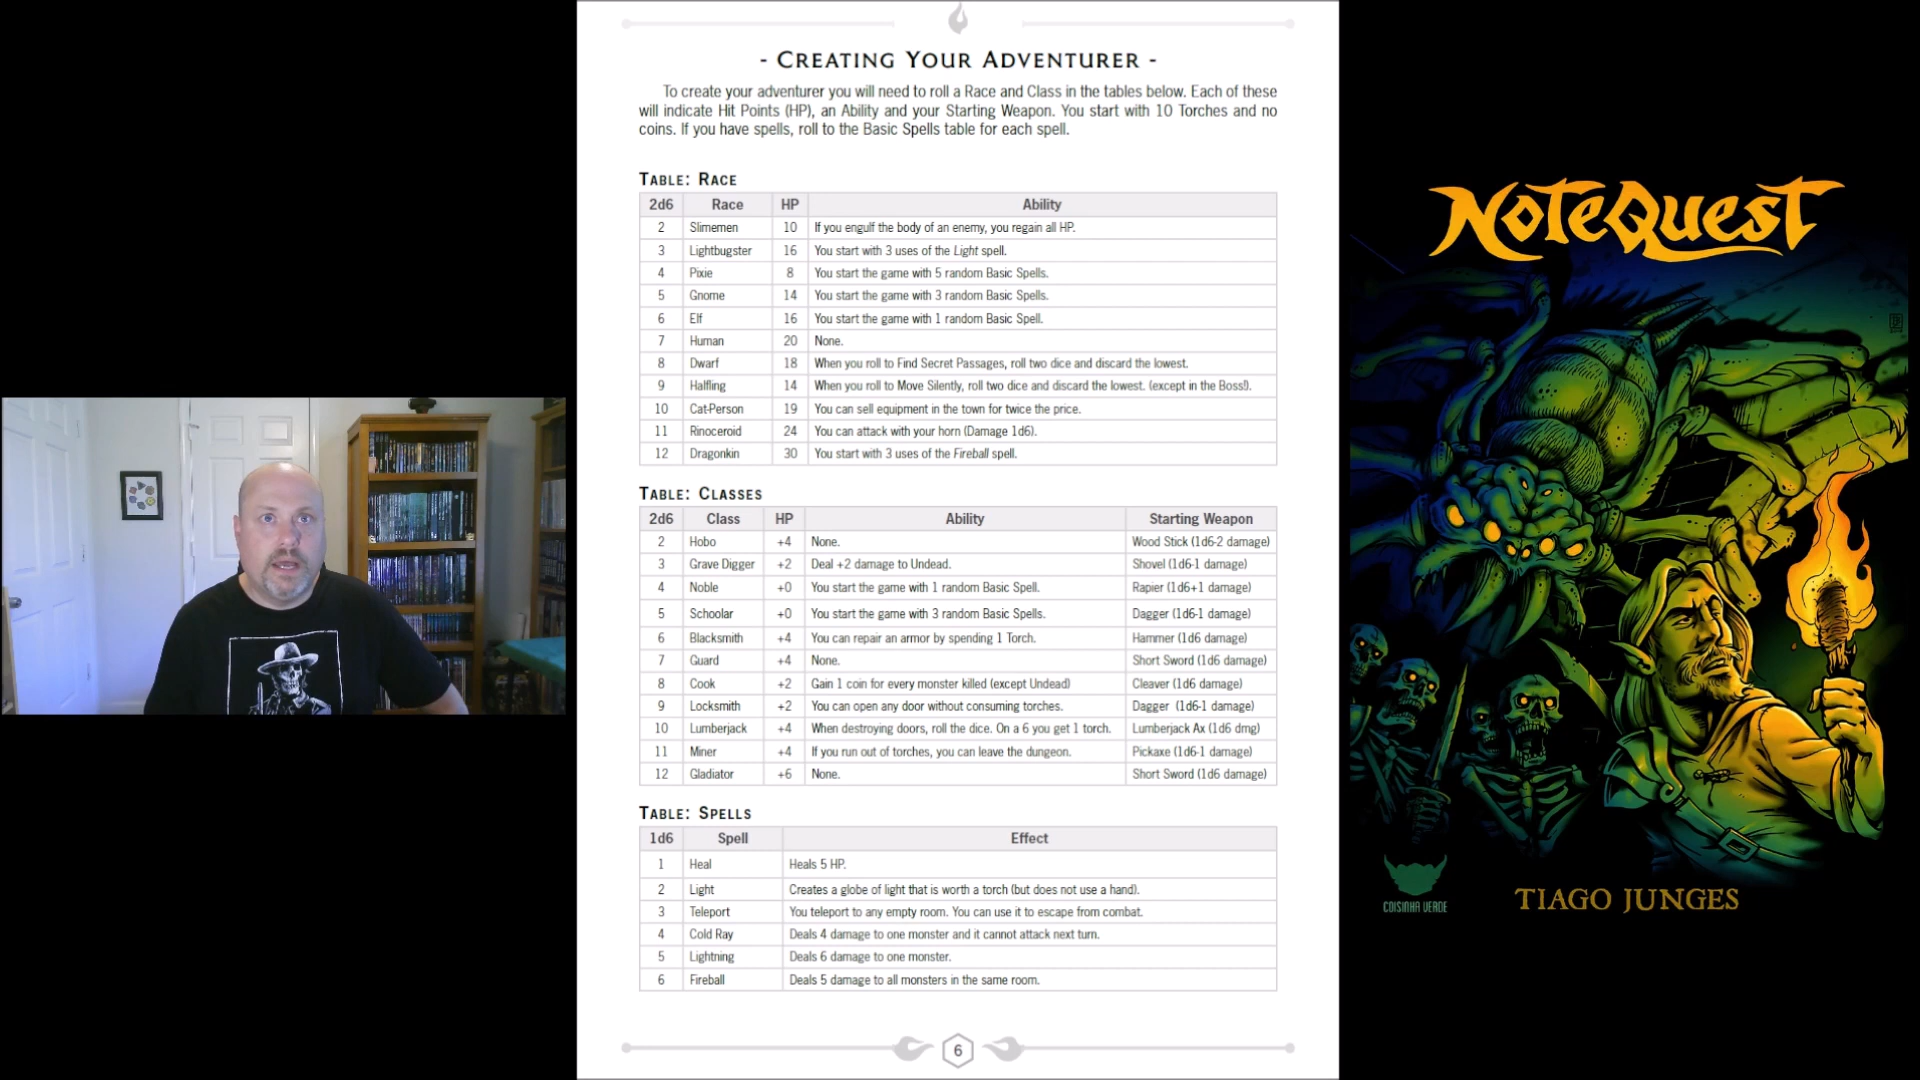 - Creating Your Adventurer -
To create your adventurer you will need to roll a Race and Class in the tables below. Each of these
will indicate Hit Points (HP), an Ability and your Starting Weapon. You start with 10 Torches and no
coins. If you have spells, roll to the Basic Spells table for each spell.
Table: Race
2d6 Race HP Ability
2 Slimemen 10 If you engulf the body of an enemy, you regain all HP.
3 Lightbugster 16 You start with 3 uses of the Light spell.
4 Pixie 8 You start the game with 5 random Basic Spells.
5 Gnome 14 You start the game with 3 random Basic Spells.
6 Elf 16 You start the game with 1 random Basic Spell.
7 Human 20 None.
8 Dwarf 18 When you roll to Find Secret Passages, roll two dice and discard the lowest.
9 Halfling 14 When you roll to Move Silently, roll two dice and discard the lowest. (except in the Boss!).
10 Cat-Person 19 You can sell equipment in the town for twice the price.
11 Rinoceroid 24 You can attack with your horn (Damage 1d6).
12 Dragonkin 30 You start with 3 uses of the Fireball spell.
Table: Classes
2d6 Class HP Ability Starting Weapon
2 Hobo +4 None. Wood Stick (1d6-2 damage)
3 Grave Digger +2 Deal +2 damage to Undead. Shovel (1d6-1 damage)
4 Noble +0 You start the game with 1 random Basic Spell. Rapier (1d6+1 damage)
5 Schoolar +0 You start the game with 3 random Basic Spells. Dagger (1d6-1 damage)
6 Blacksmith +4 You can repair an armor by spending 1 Torch. Hammer (1d6 damage)
7 Guard +4 None. Short Sword (1d6 damage)
8 Cook +2 Gain 1 coin for every monster killed (except Undead) Cleaver (1d6 damage)
9 Locksmith +2 You can open any door without consuming torches. Dagger (1d6-1 damage)
10 Lumberjack +4 When destroying doors, roll the dice. On a 6 you get 1 torch. Lumberjack Ax (1d6 dmg)
11 Miner +4 If you run out of torches, you can leave the dungeon. Pickaxe (1d6-1 damage)
12 Gladiator +6 None. Short Sword (1d6 damage)
Table: Spells
1d6 Spell Effect
1 Heal Heals 5 HP.
2 Light Creates a globe of light that is worth a torch (but does not use a hand).
3 Teleport You teleport to any empty room. You can use it to escape from combat.
4 Cold Ray Deals 4 damage to one monster and it cannot attack next turn.
5 Lightning Deals 6 damage to one monster.
6 Fireball Deals 5 damage to all monsters in the same room.
6
NoteQuest
COISINHA VERDE
TIAGO JUNGES